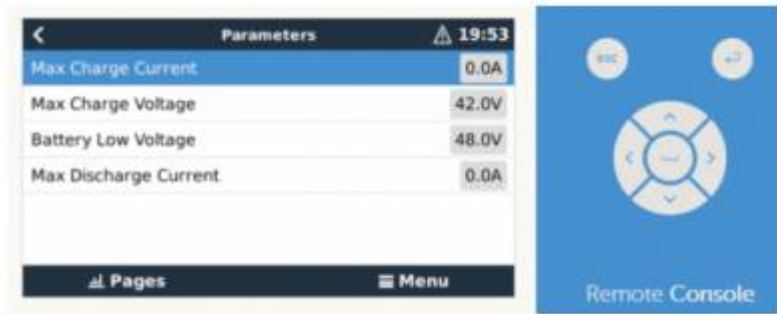 Parameters 19:53
Max Charge Current 0.0A
Max Charge Voltage 42.0V
Battery Low Voltage 48.0V
Max Discharge Current 0.0A
Pages Menu
esc
Remote Console